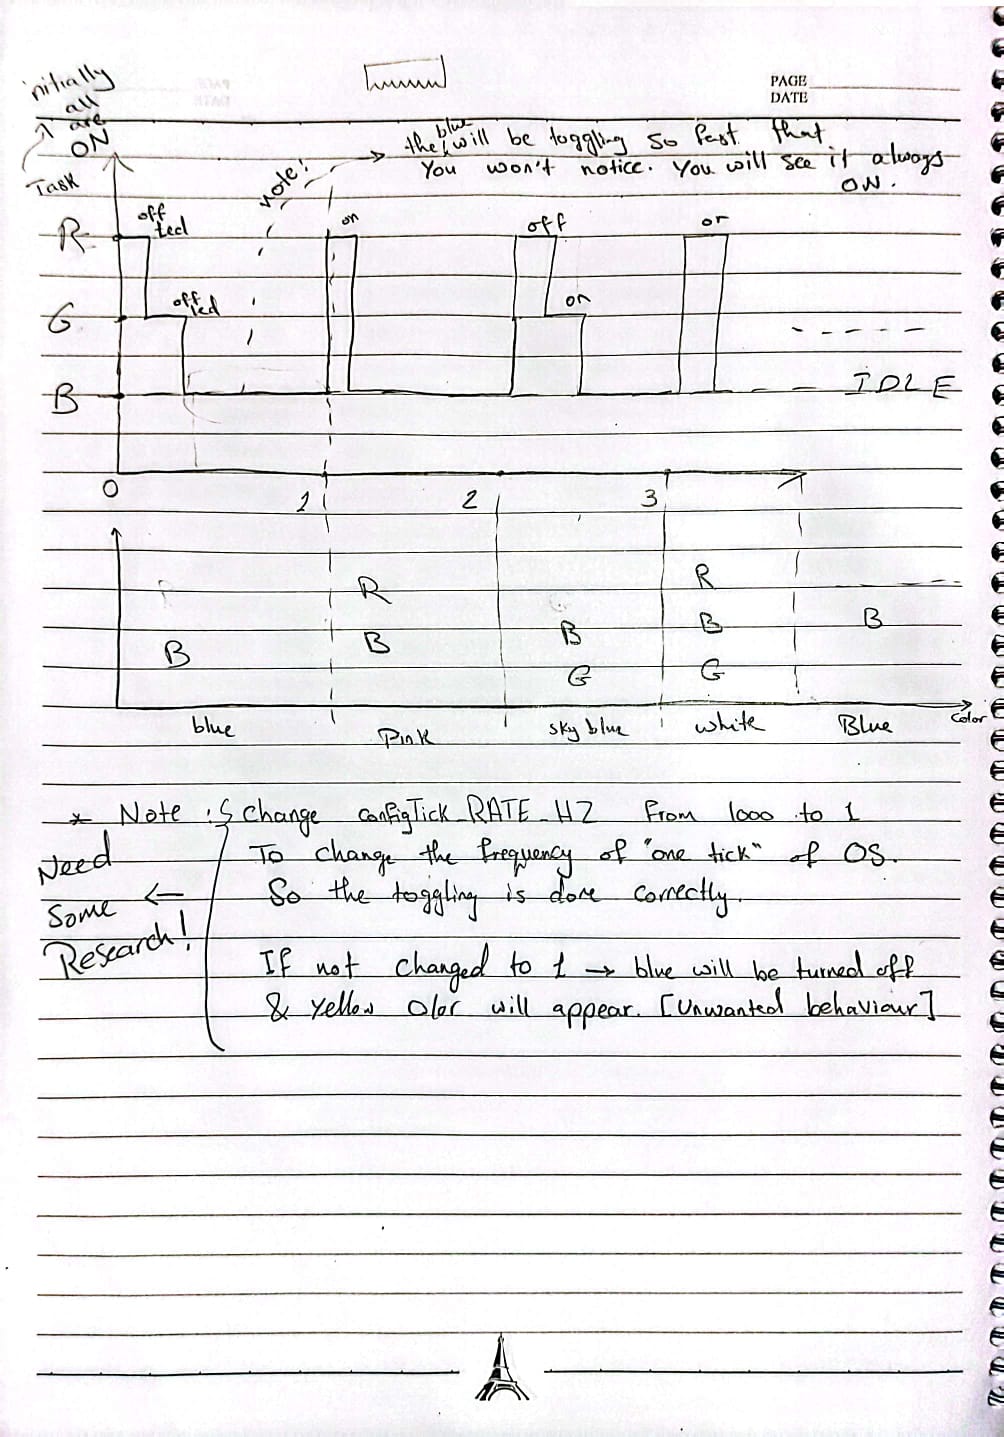 PAGE
DATE
initially
all
are
ON
Task
Note!
the blue will be toggling so fast that
You won't notice. You will see it always
ON.
R
off
led
on
off
on
G
off
led
on
B
IDLE
0
1
2
3
R
R
B
B
B
B
B
G
G
Color
blue
Pink
sky blue
white
Blue
* Note : Change configTick_RATE_HZ From 1000 to 1
To change the frequency of "one tick" of OS.
So the toggling is done correctly.
Need
Some ←
Research!
If not changed to 1 → blue will be turned off
& yellow olor will appear. [Unwanted behaviour]